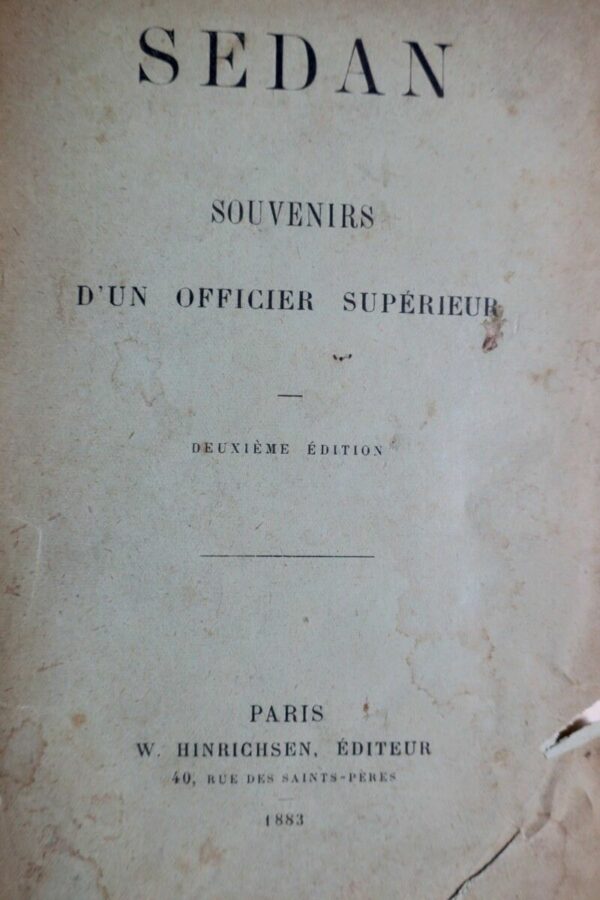 SEDAN
SOUVENIRS
D'UN OFFICIER SUPÉRIEUR
DEUXIÈME ÉDITION
PARIS
W. HINRICHSEN, ÉDITEUR
40, RUE DES SAINTS-PÈRES
1883